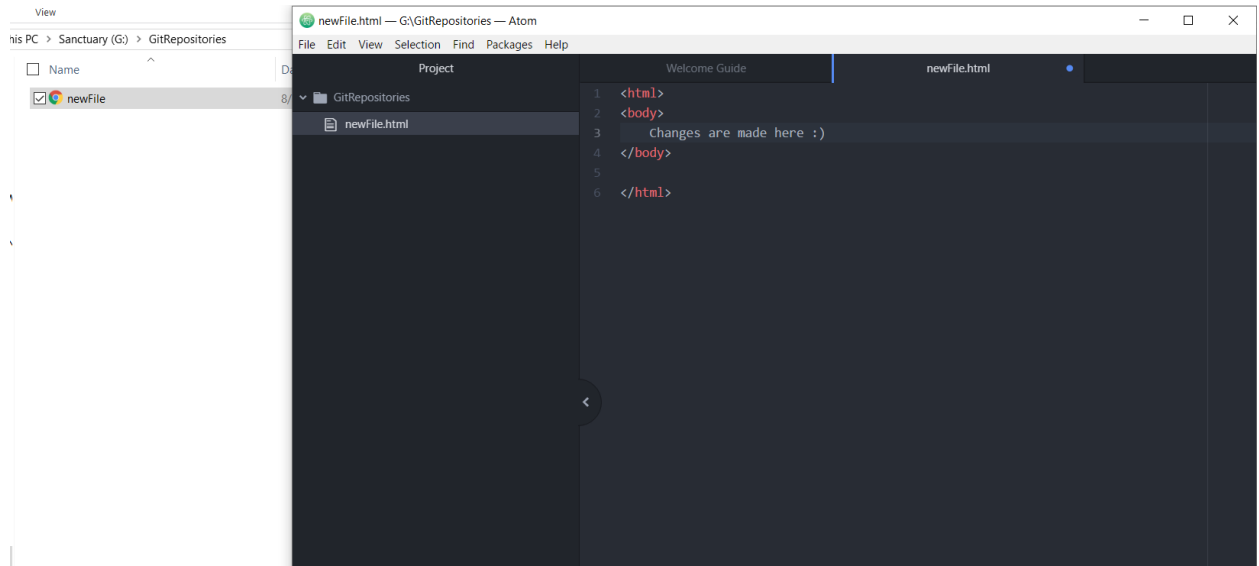 View
his PC > Sanctuary (G:) > GitRepositories
Name
newFile
8/
newFile.html — G:\GitRepositories — Atom
File Edit View Selection Find Packages Help
Project
GitRepositories
newFile.html
Welcome Guide
newFile.html
1 <html>
2 <body>
3 Changes are made here :)
4 </body>
5
6 </html>